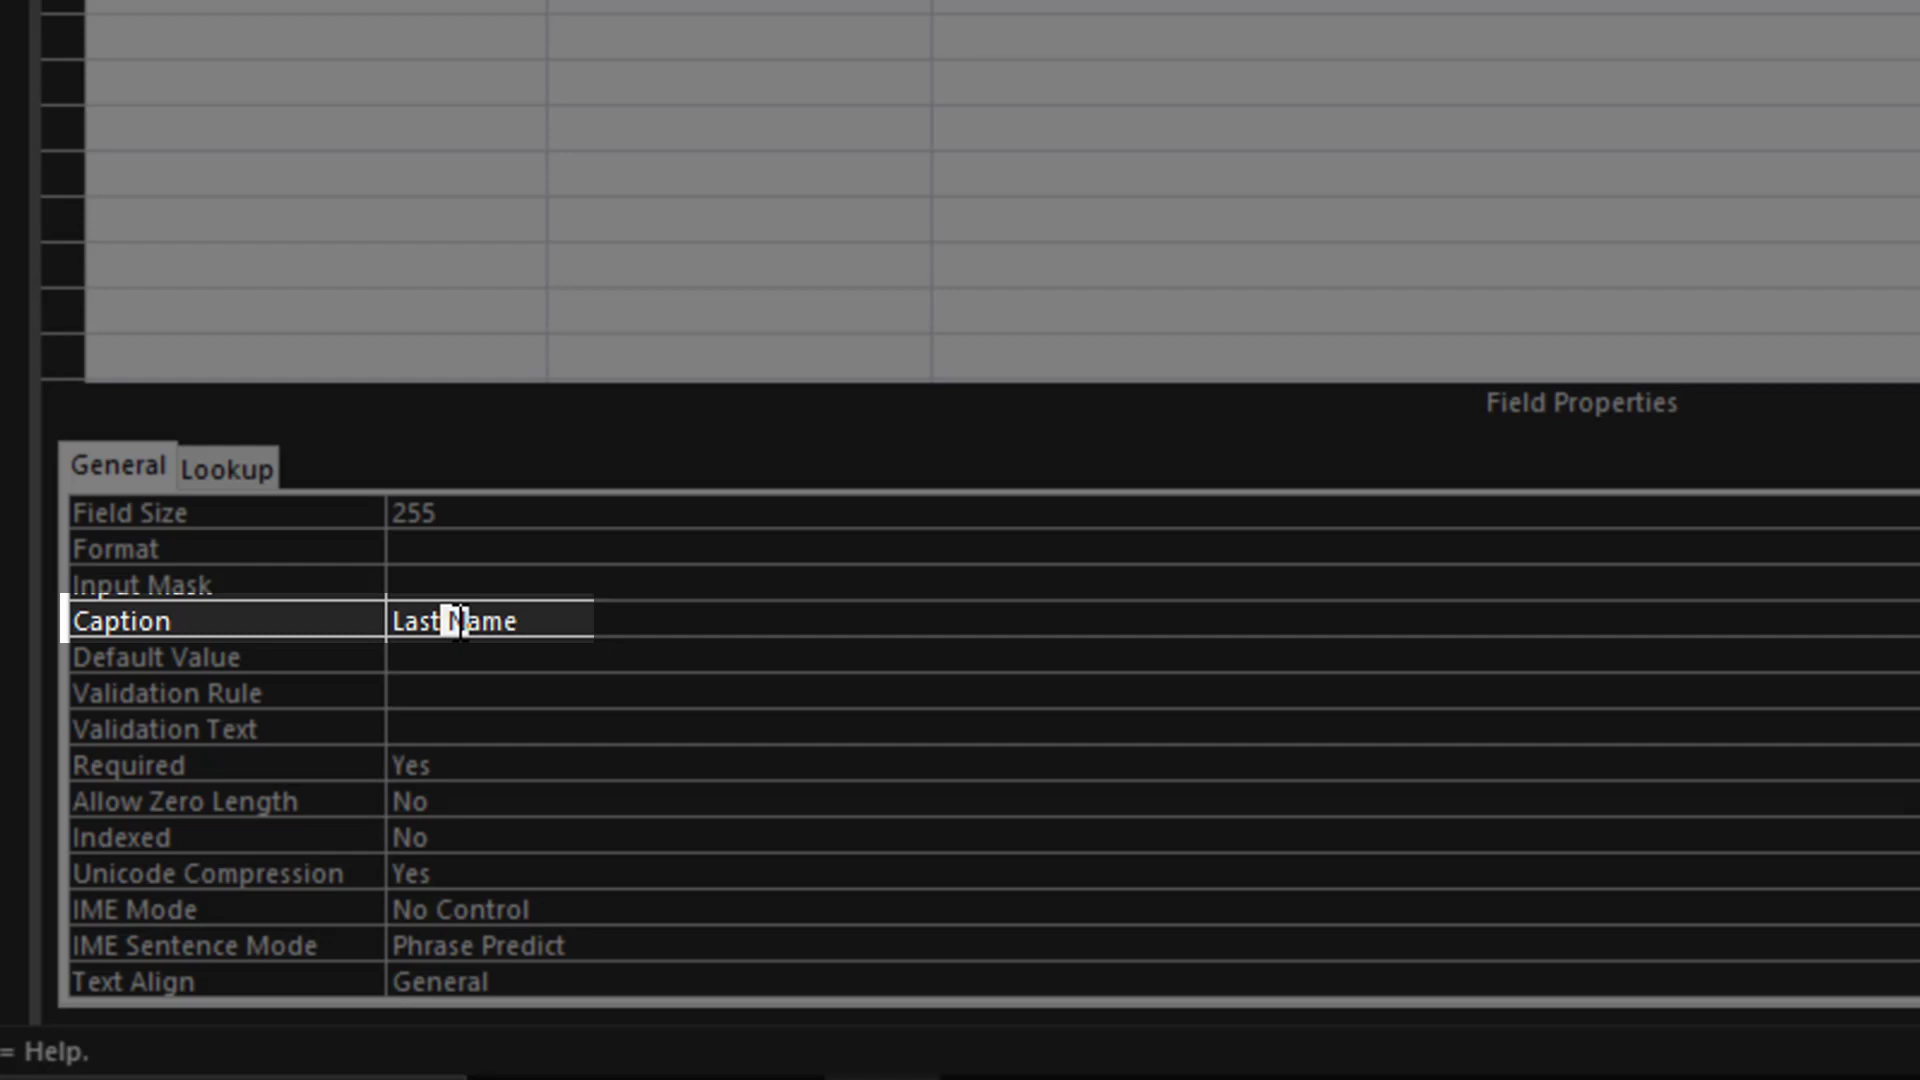 Field Properties
General Lookup
Field Size 255
Format
Input Mask
Caption Last Name
Default Value
Validation Rule
Validation Text
Required Yes
Allow Zero Length No
Indexed No
Unicode Compression Yes
IME Mode No Control
IME Sentence Mode Phrase Predict
Text Align General
= Help.